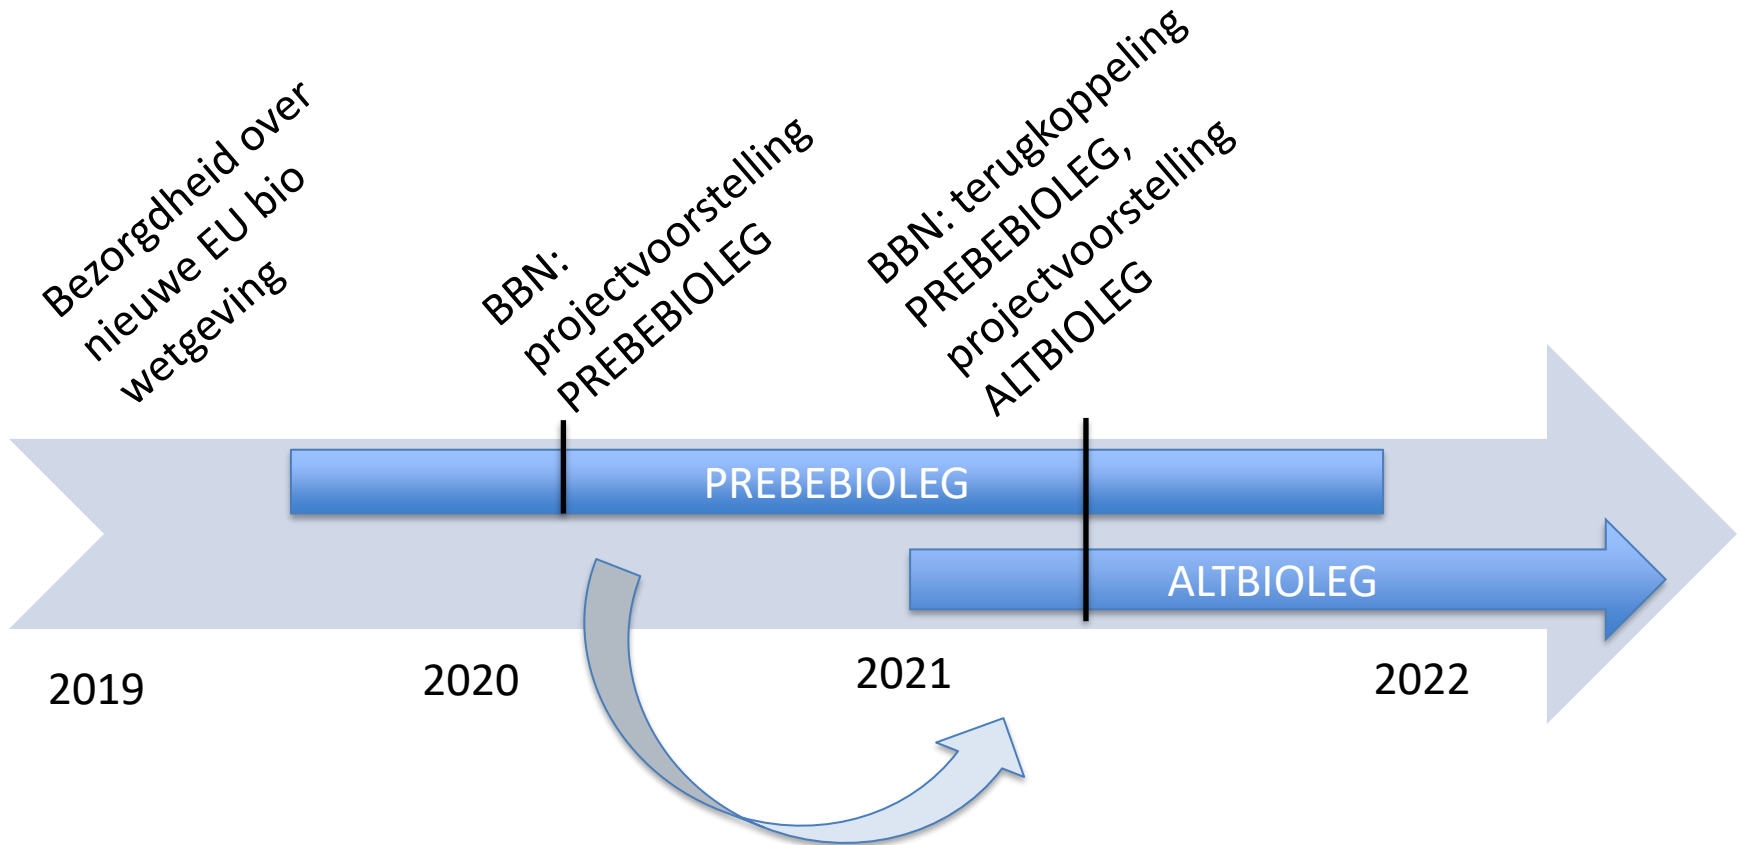 Bezorgdheid over
nieuwe EU bio
wetgeving
BBN:
projectvoorstelling
PREBEBIOLEG
BBN: terugkoppeling
PREBEBIOLEG,
projectvoorstelling
ALTBIOLEG
PREBEBIOLEG
ALTBIOLEG
2019
2020
2021
2022